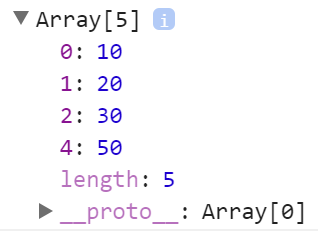 ▼ Array[5] i
0: 10
1: 20
2: 30
4: 50
length: 5
▶ __proto__: Array[0]